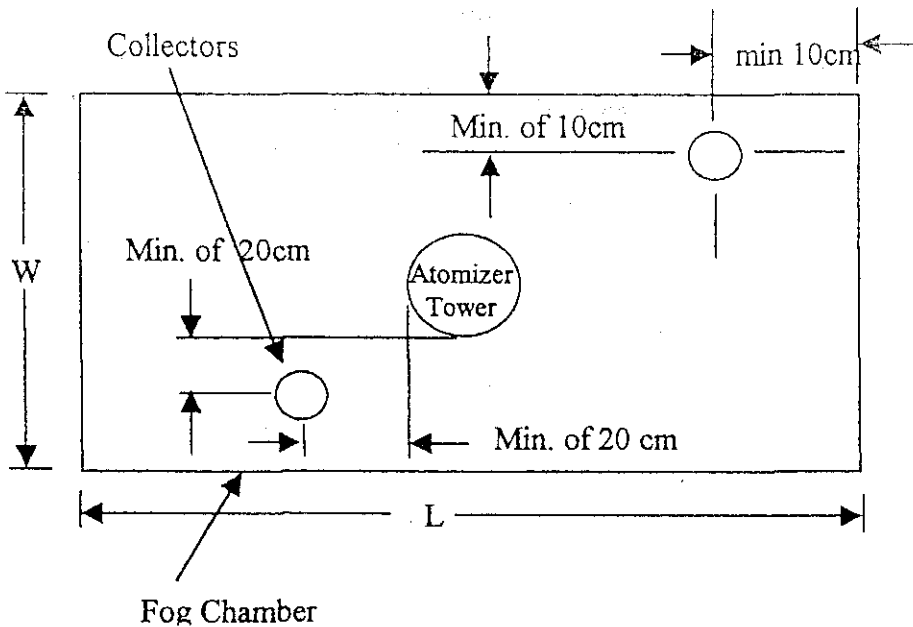 Collectors
min 10cm
Min. of 10cm
Min. of 20cm
W
Atomizer
Tower
Min. of 20 cm
L
Fog Chamber